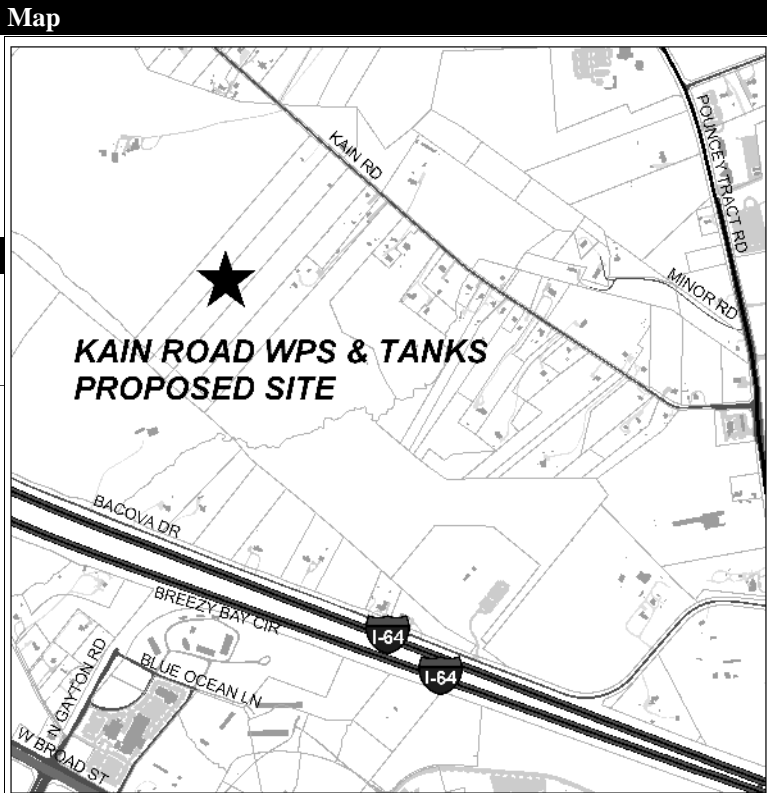 Map
KAIN RD
POUNCEY TRACT RD
MINOR RD
KAIN ROAD WPS & TANKS
PROPOSED SITE
BACOVA DR
BREEZY BAY CIR
I-64
I-64
N GAYTON RD
BLUE OCEAN LN
W BROAD ST